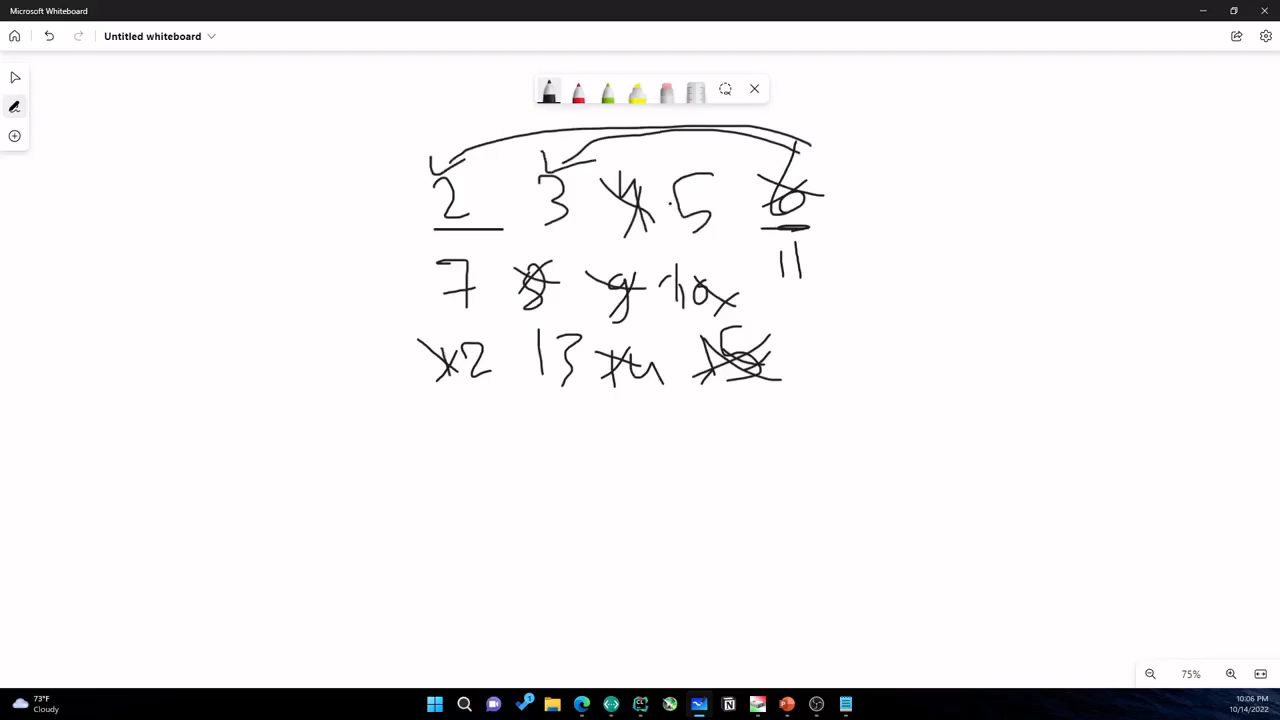 Microsoft Whiteboard
Untitled whiteboard
2 3 4 5 6
7 8 9 10 11
12 13 14 15
75%
1
73°F
Cloudy
10:06 PM
10/14/2022